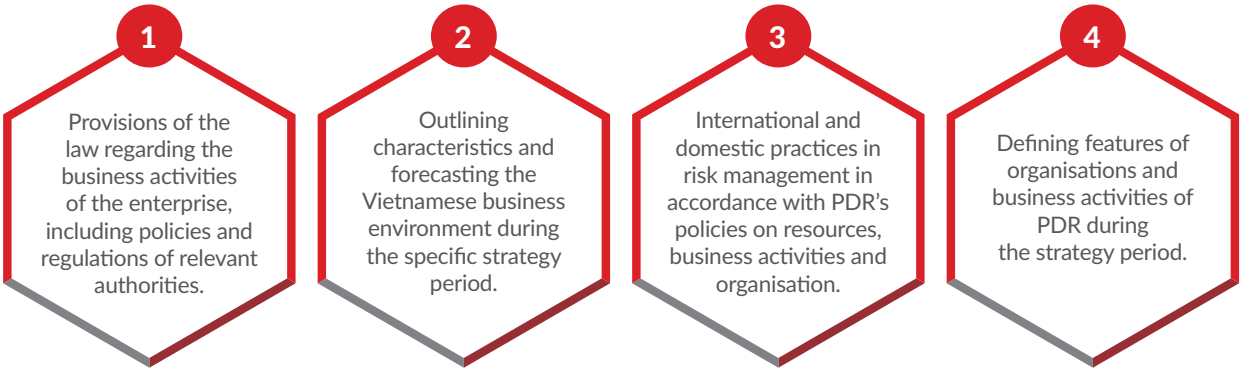 1
Provisions of the
law regarding the
business activities
of the enterprise,
including policies and
regulations of relevant
authorities.
2
Outlining
characteristics and
forecasting the
Vietnamese business
environment during
the specific strategy
period.
3
International and
domestic practices in
risk management in
accordance with PDR's
policies on resources,
business activities and
organisation.
4
Defining features of
organisations and
business activities of
PDR during
the strategy period.